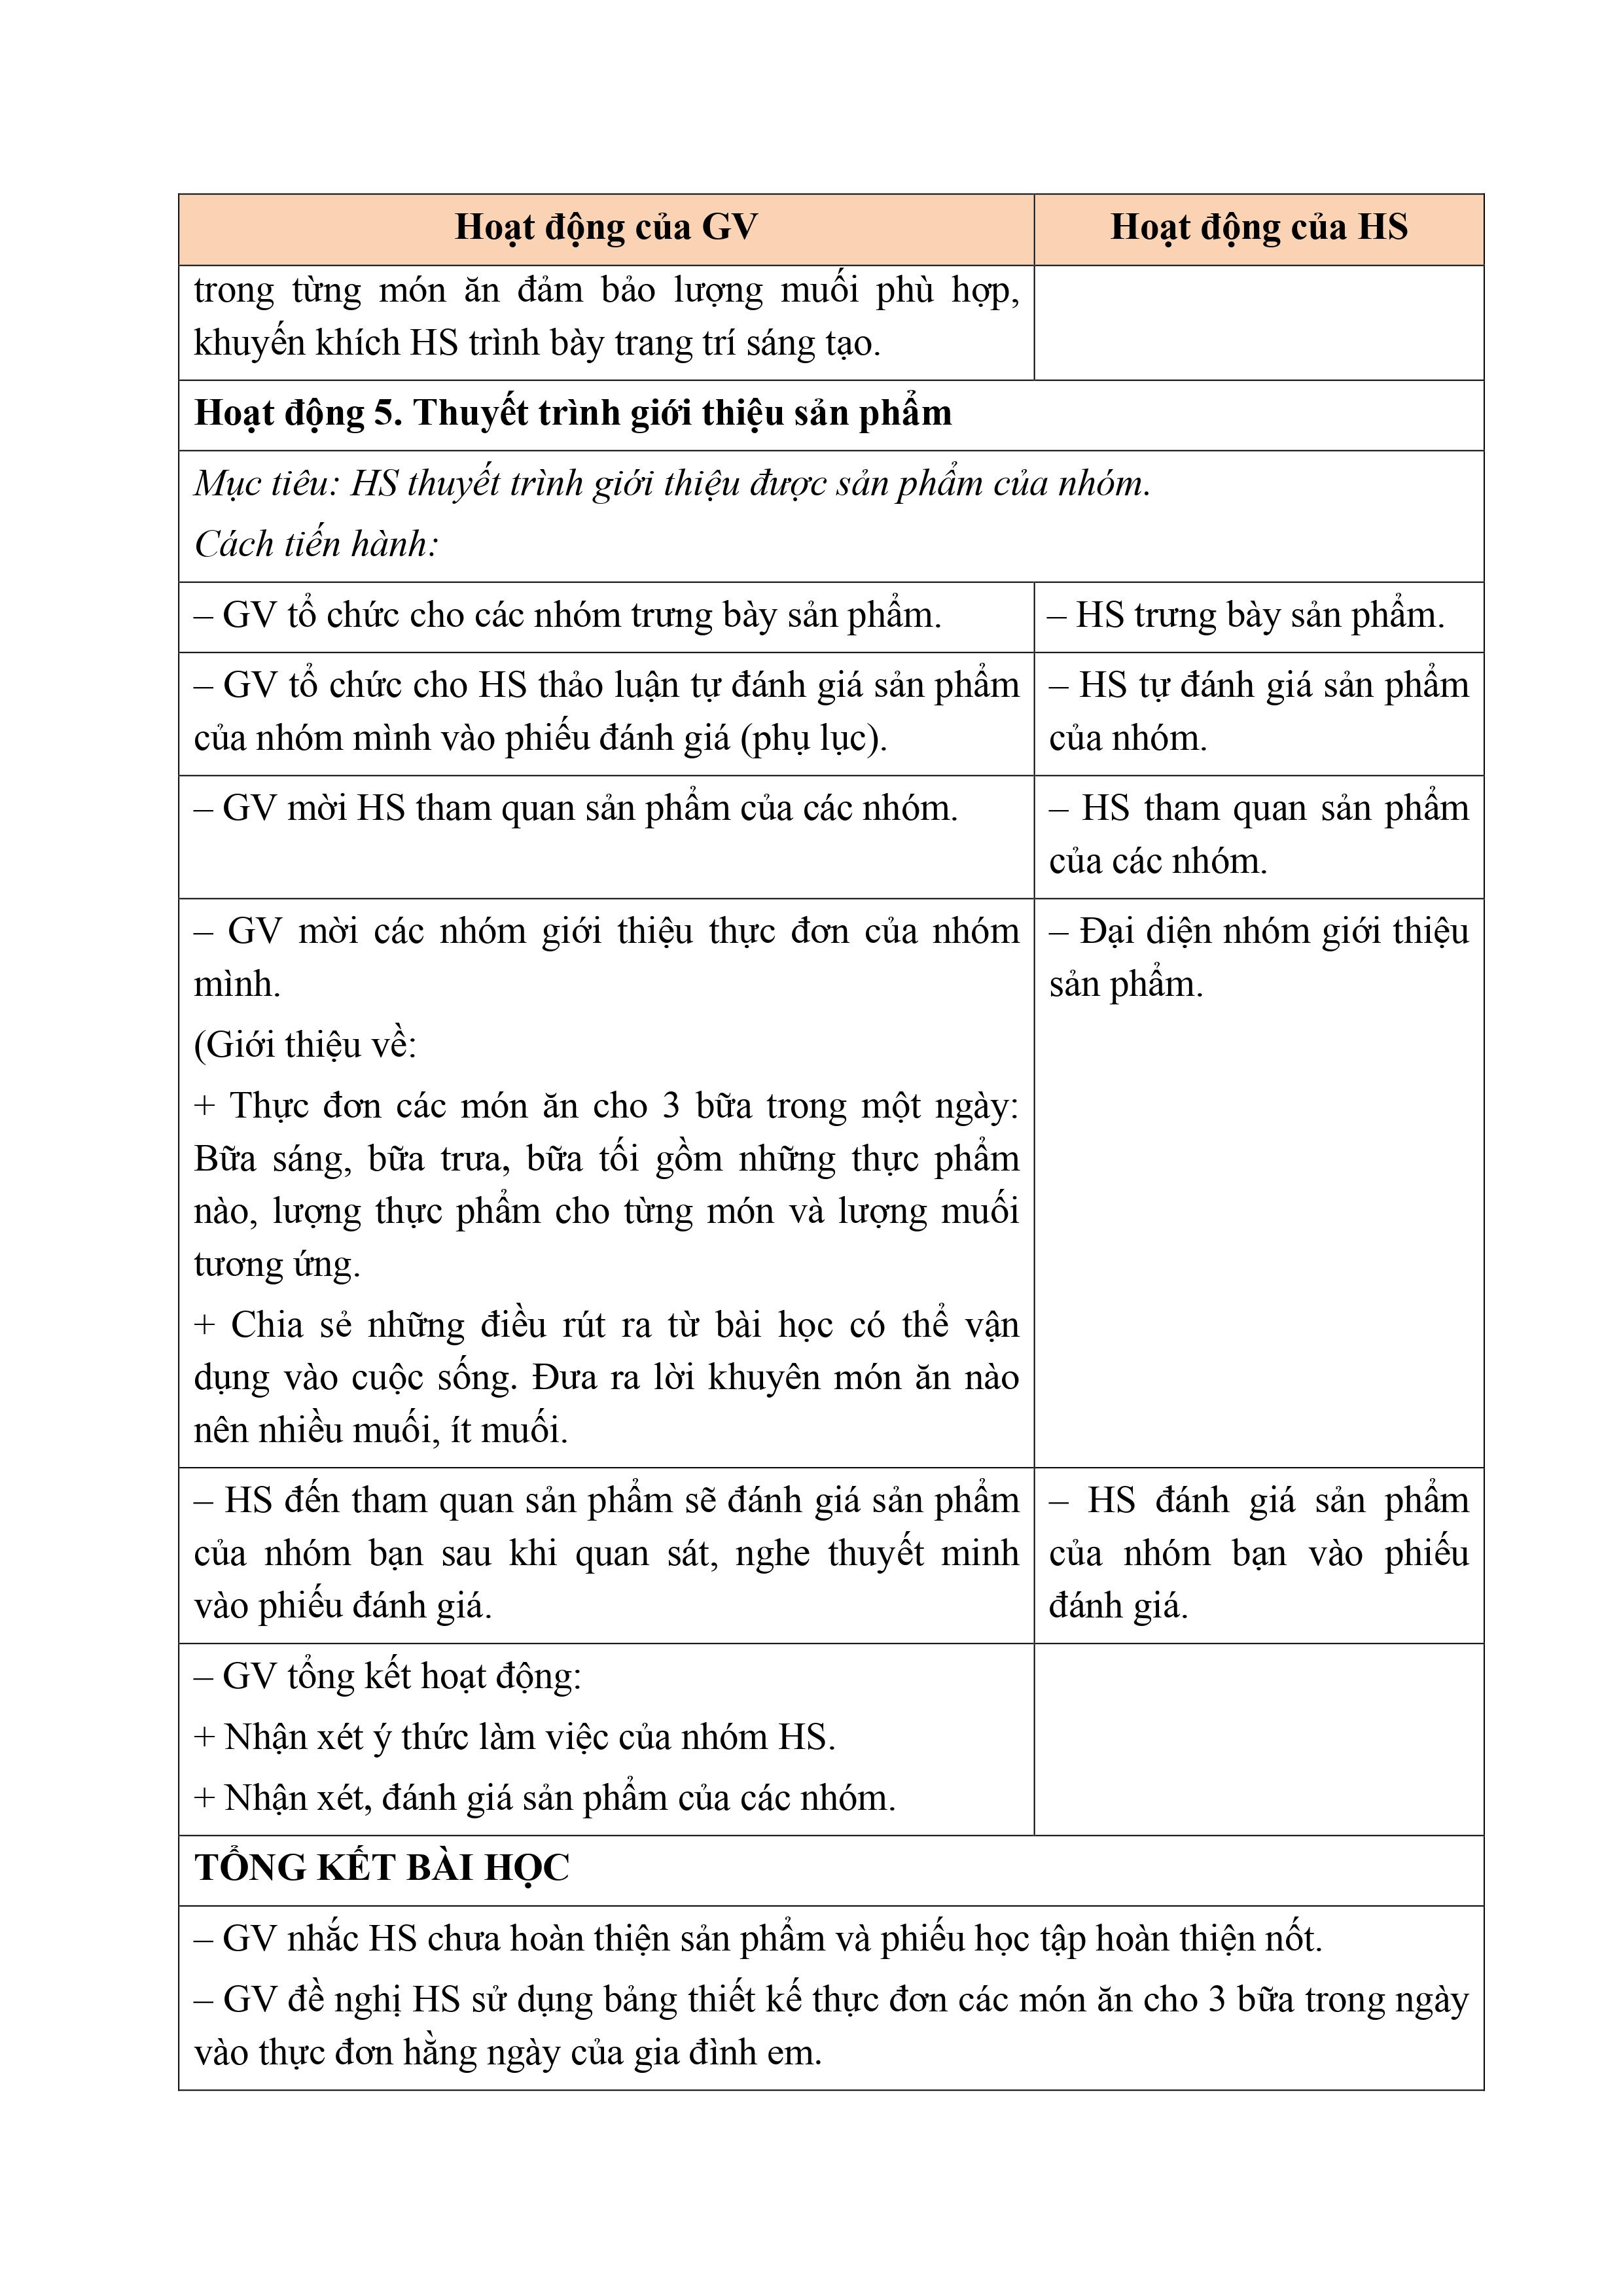 Hoạt động của GV
Hoạt động của HS
trong từng món ăn đảm bảo lượng muối phù hợp,
khuyến khích HS trình bày trang trí sáng tạo.
Hoạt động 5. Thuyết trình giới thiệu sản phẩm
Mục tiêu: HS thuyết trình giới thiệu được sản phẩm của nhóm.
Cách tiến hành:
– GV tổ chức cho các nhóm trưng bày sản phẩm.
– HS trưng bày sản phẩm.
– GV tổ chức cho HS thảo luận tự đánh giá sản phẩm
của nhóm mình vào phiếu đánh giá (phụ lục).
– HS tự đánh giá sản phẩm
của nhóm.
– GV mời HS tham quan sản phẩm của các nhóm.
– HS tham quan sản phẩm
của các nhóm.
– GV mời các nhóm giới thiệu thực đơn của nhóm
mình.
(Giới thiệu về:
+ Thực đơn các món ăn cho 3 bữa trong một ngày:
Bữa sáng, bữa trưa, bữa tối gồm những thực phẩm
nào, lượng thực phẩm cho từng món và lượng muối
tương ứng.
+ Chia sẻ những điều rút ra từ bài học có thể vận
dụng vào cuộc sống. Đưa ra lời khuyên món ăn nào
nên nhiều muối, ít muối.
– Đại diện nhóm giới thiệu
sản phẩm.
– HS đến tham quan sản phẩm sẽ đánh giá sản phẩm
của nhóm bạn sau khi quan sát, nghe thuyết minh
vào phiếu đánh giá.
– HS đánh giá sản phẩm
của nhóm bạn vào phiếu
đánh giá.
– GV tổng kết hoạt động:
+ Nhận xét ý thức làm việc của nhóm HS.
+ Nhận xét, đánh giá sản phẩm của các nhóm.
TỔNG KẾT BÀI HỌC
– GV nhắc HS chưa hoàn thiện sản phẩm và phiếu học tập hoàn thiện nốt.
– GV đề nghị HS sử dụng bảng thiết kế thực đơn các món ăn cho 3 bữa trong ngày
vào thực đơn hằng ngày của gia đình em.